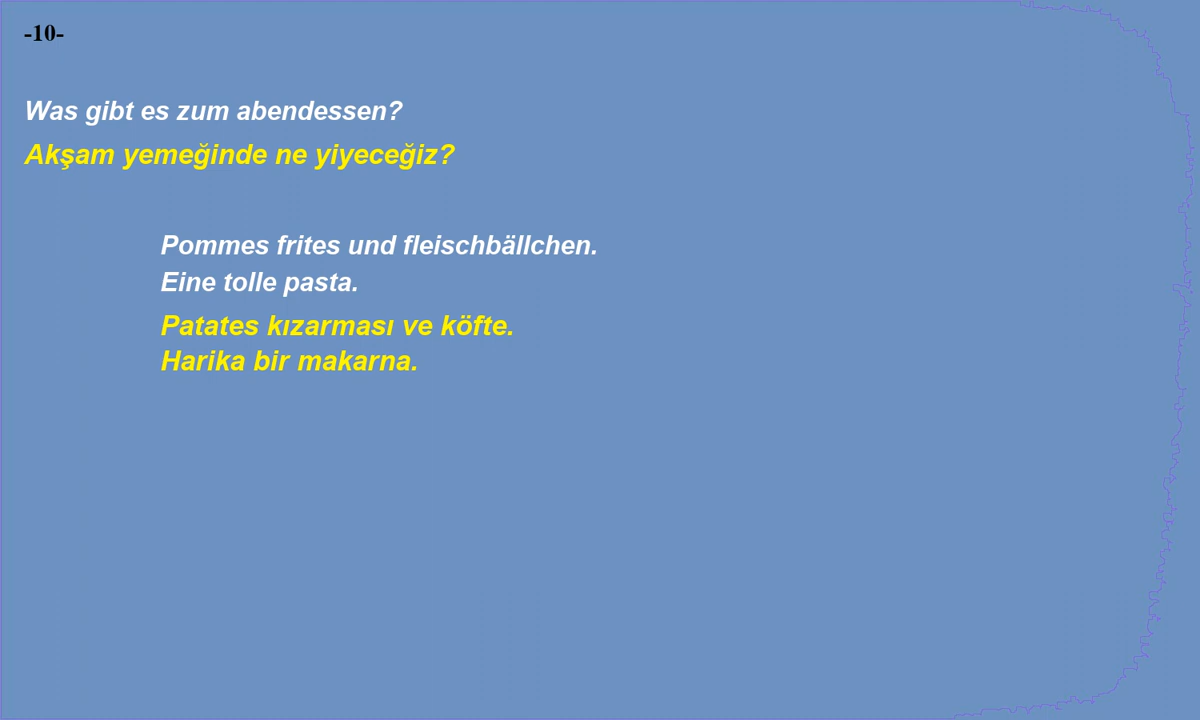 -10-
Was gibt es zum abendessen?
Akşam yemeğinde ne yiyeceğiz?
Pommes frites und fleischbällchen.
Eine tolle pasta.
Patates kızarması ve köfte.
Harika bir makarna.